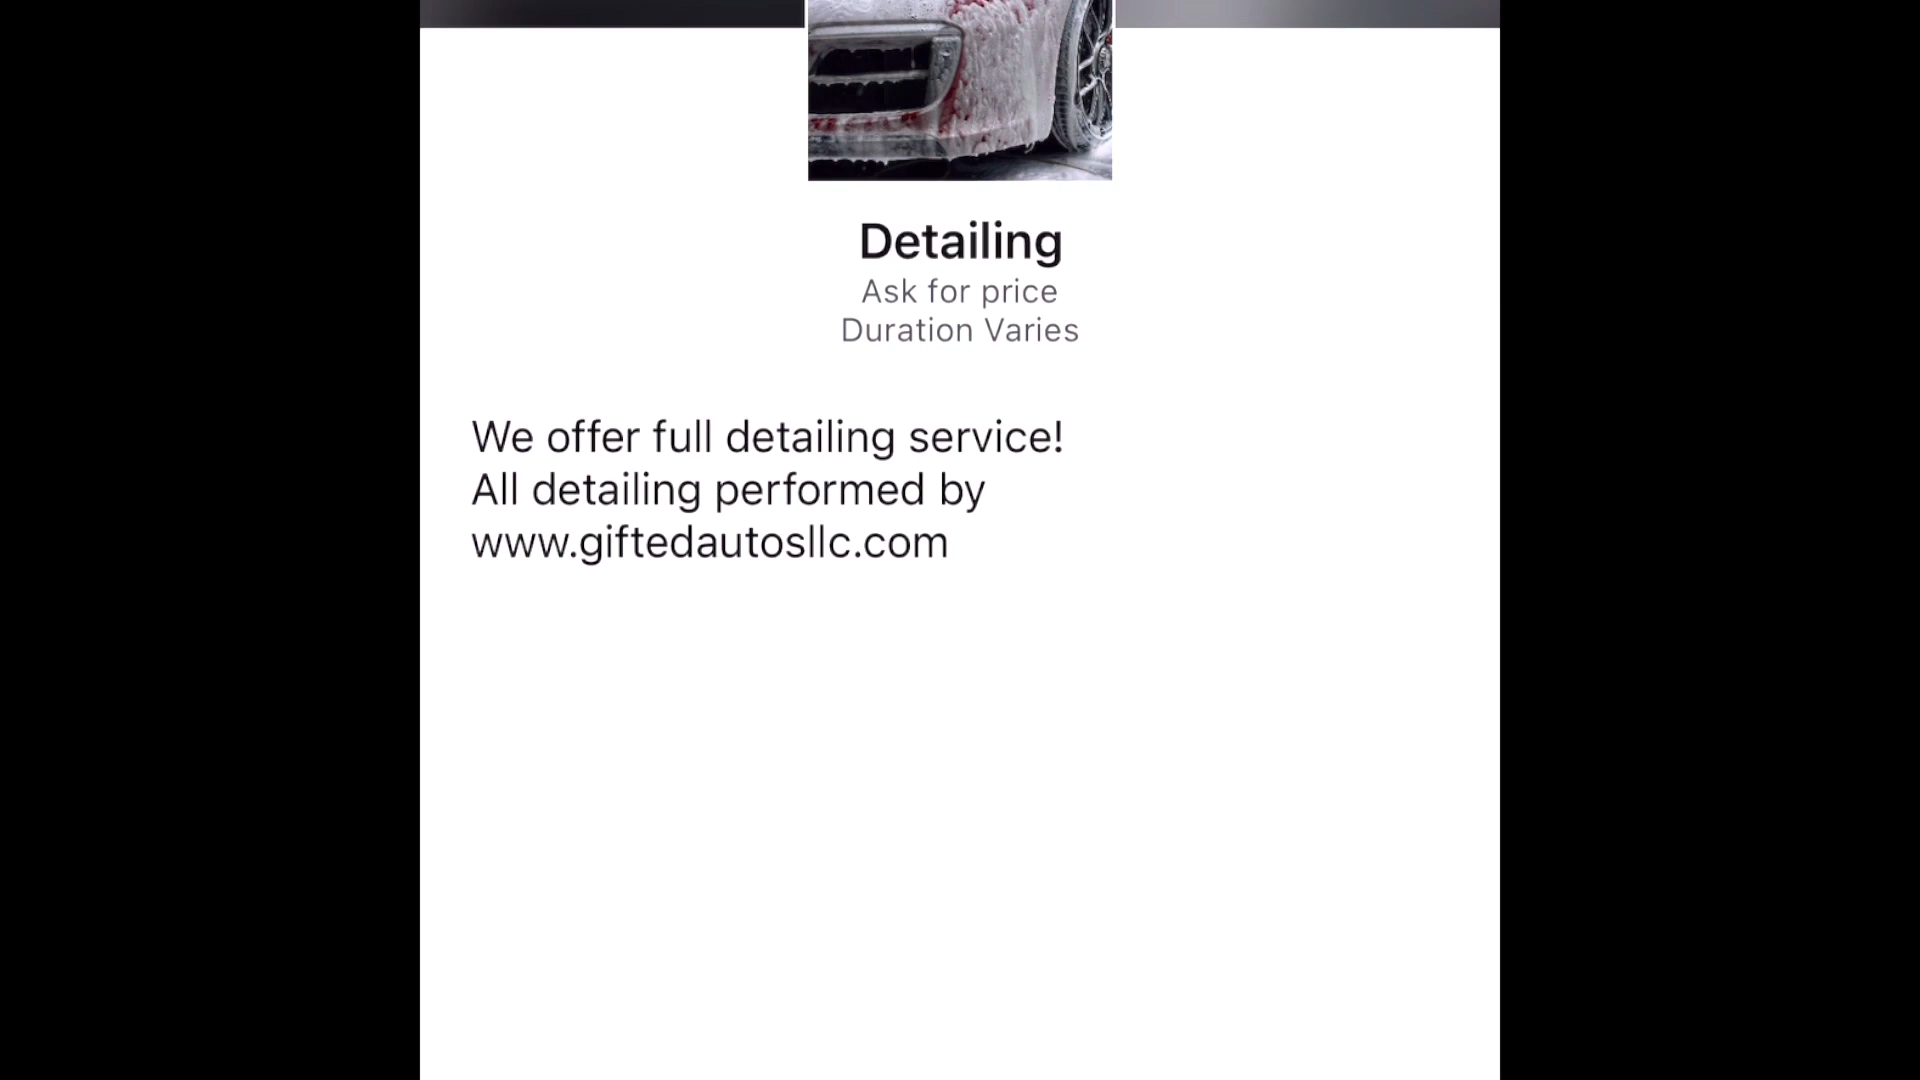 Detailing
Ask for price
Duration Varies
We offer full detailing service!
All detailing performed by
www.giftedautosllc.com